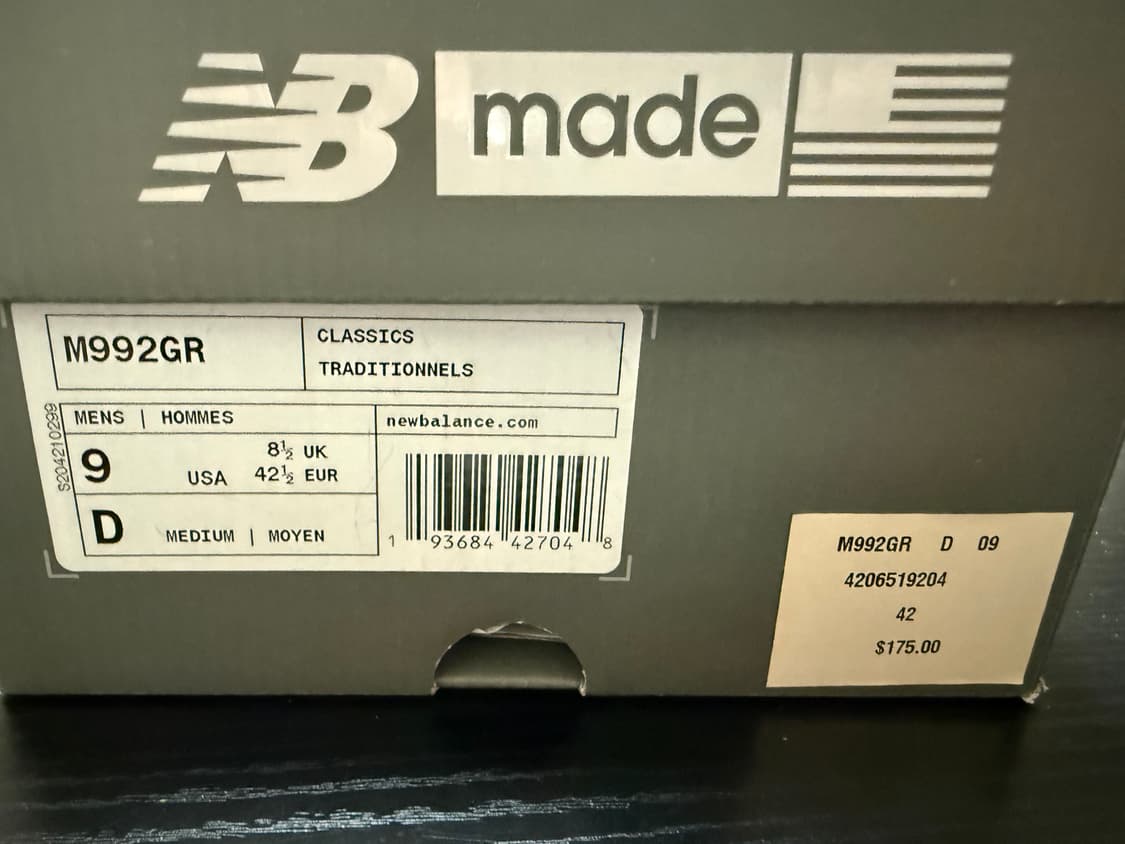 NB made
M992GR
CLASSICS
TRADITIONNELS
S204210299
MENS | HOMMES
9 USA 8½ UK
42½ EUR
D MEDIUM | MOYEN
newbalance.com
1 93684 42704 8
M992GR D 09
4206519204
42
$175.00